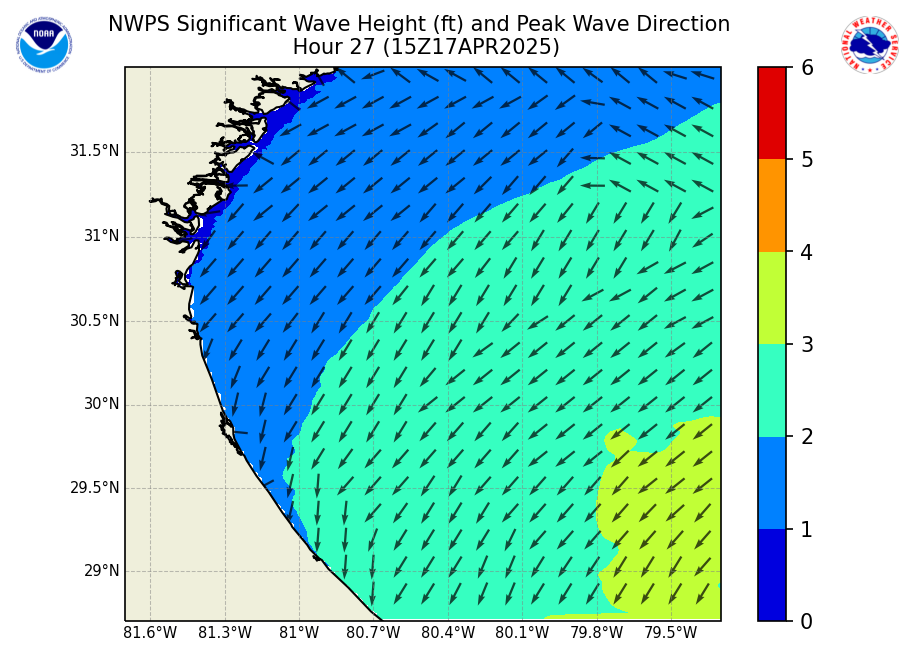 NWPS Significant Wave Height (ft) and Peak Wave Direction
Hour 27 (15Z17APR2025)
NOAA
NATIONAL WEATHER SERVICE
31.5°N
31°N
30.5°N
30°N
29.5°N
29°N
81.6°W 81.3°W 81°W 80.7°W 80.4°W 80.1°W 79.8°W 79.5°W
6
5
4
3
2
1
0